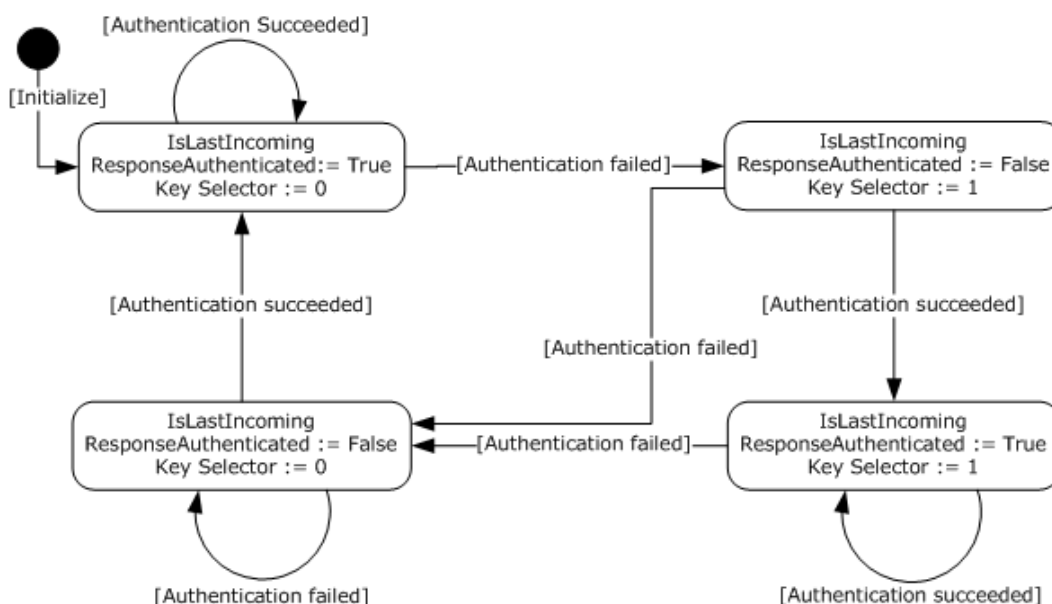 [Authentication Succeeded]
[Initialize]
IsLastIncoming
ResponseAuthenticated:= True
Key Selector := 0
[Authentication failed]
IsLastIncoming
ResponseAuthenticated := False
Key Selector := 1
[Authentication succeeded]
[Authentication succeeded]
[Authentication failed]
IsLastIncoming
ResponseAuthenticated := False
Key Selector := 0
[Authentication failed]
IsLastIncoming
ResponseAuthenticated := True
Key Selector := 1
[Authentication failed]
[Authentication succeeded]